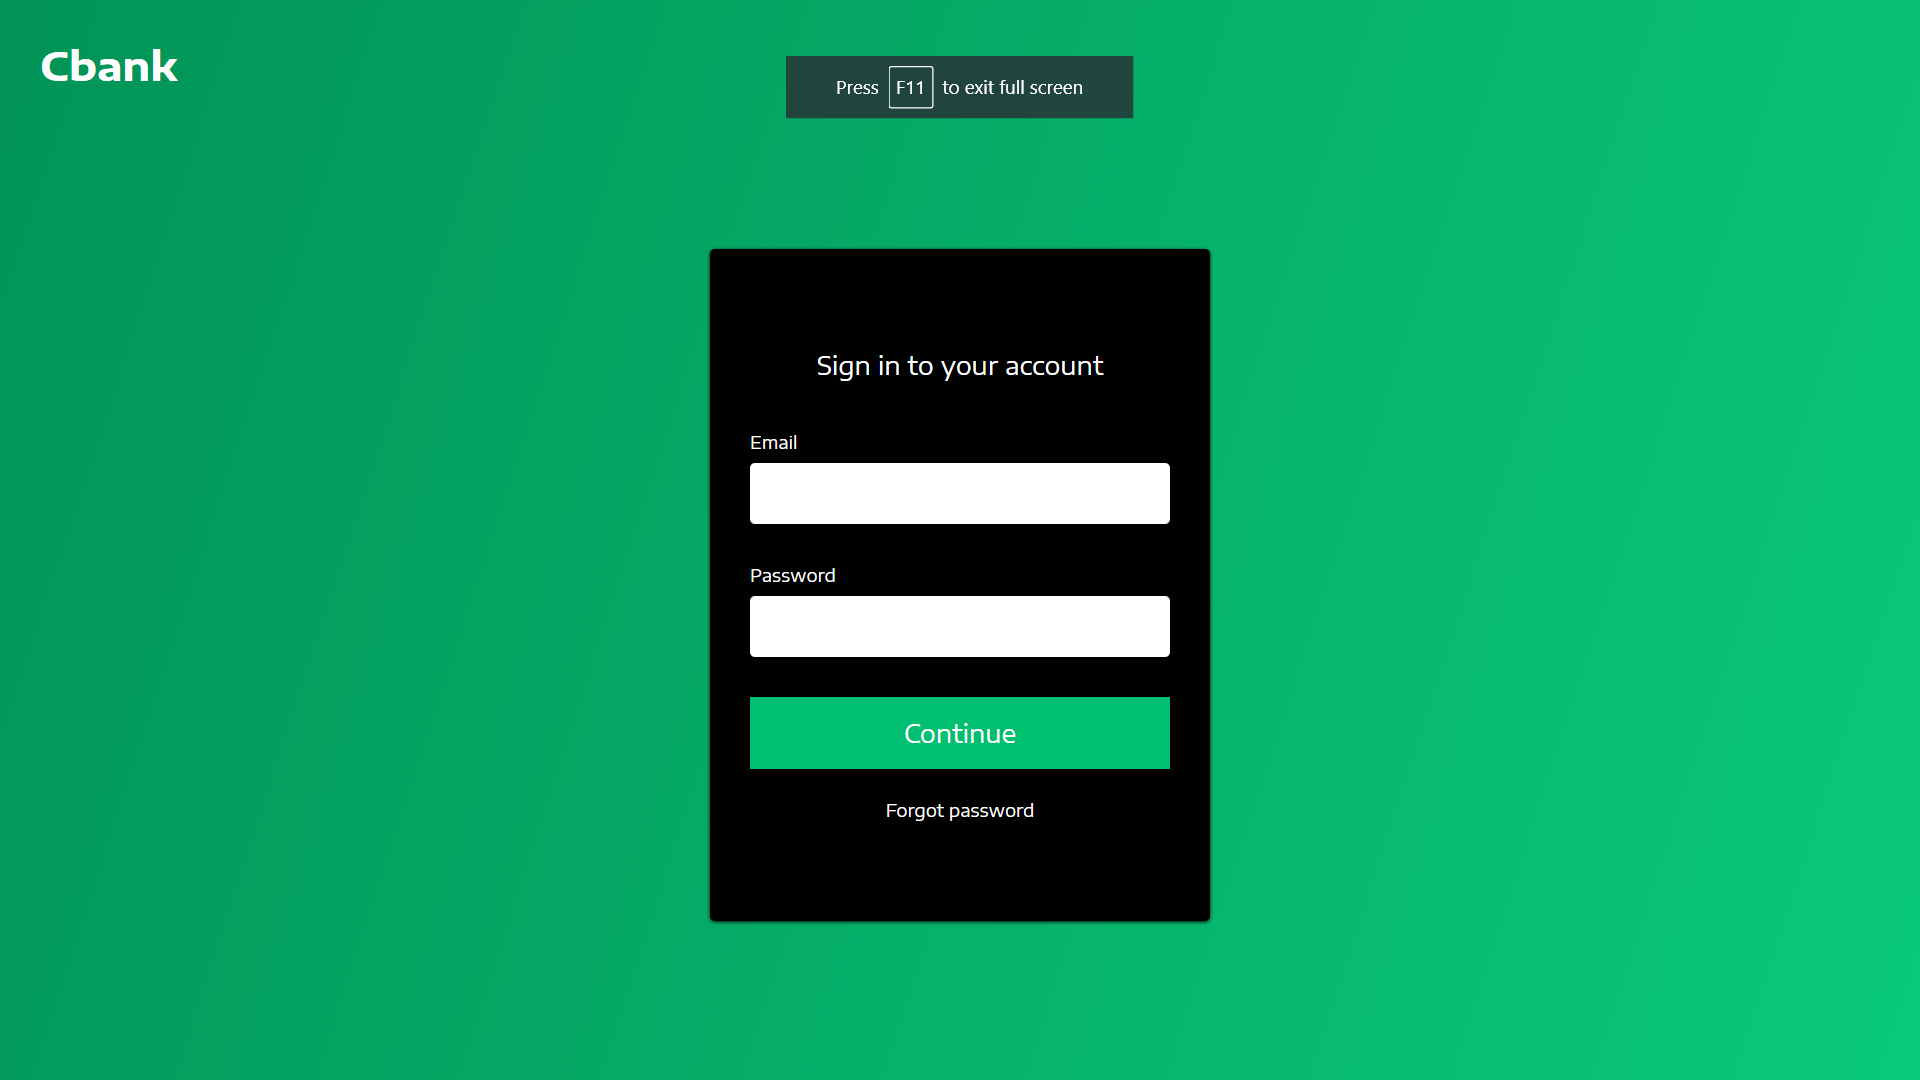 Cbank
Press F11 to exit full screen
Sign in to your account
Email
Password
Continue
Forgot password